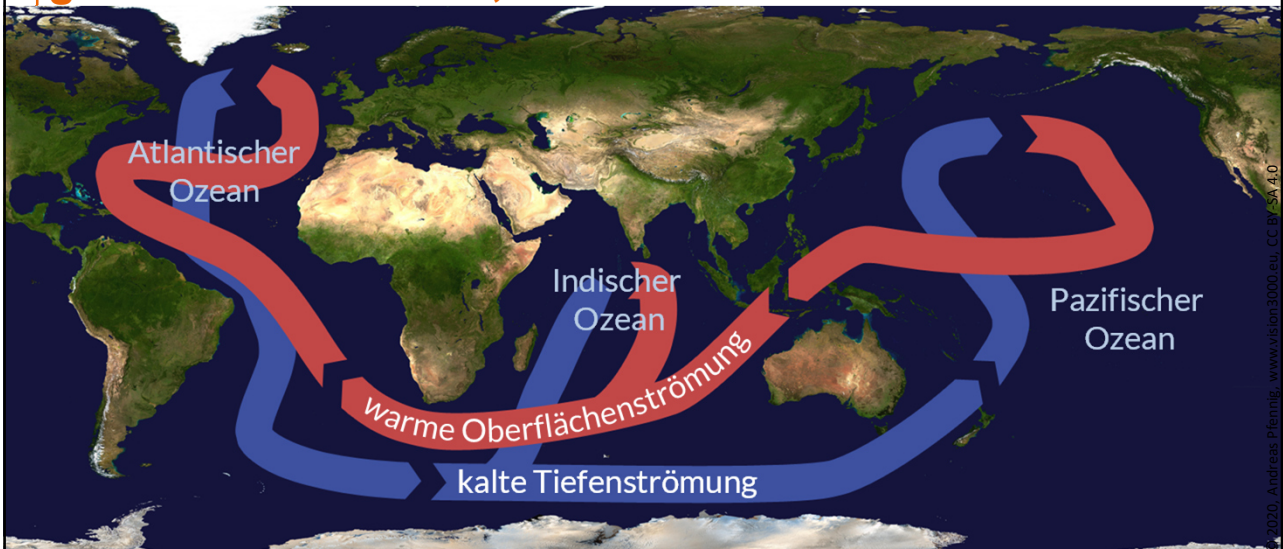 Atlantischer
Ozean
Indischer
Ozean
Pazifischer
Ozean
warme Oberflächenströmung
kalte Tiefenströmung
2020, Andreas Pfennig, www.vision3000.eu, CC BY-SA 4.0